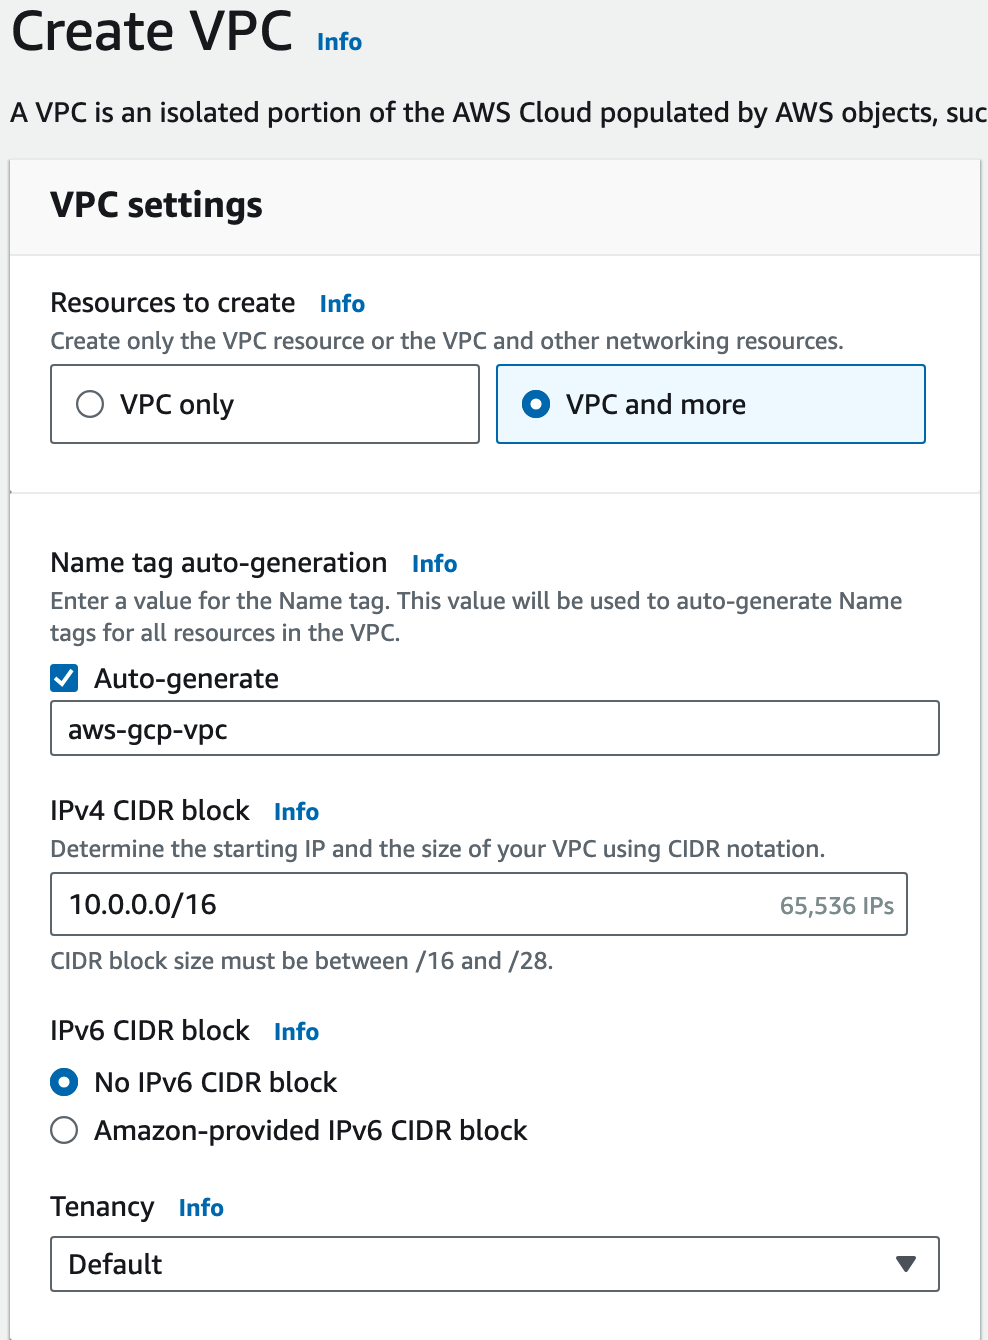 Create VPC Info
A VPC is an isolated portion of the AWS Cloud populated by AWS objects, suc
VPC settings
Resources to create Info
Create only the VPC resource or the VPC and other networking resources.
VPC only
VPC and more
Name tag auto-generation Info
Enter a value for the Name tag. This value will be used to auto-generate Name
tags for all resources in the VPC.
Auto-generate
aws-gcp-vpc
IPv4 CIDR block Info
Determine the starting IP and the size of your VPC using CIDR notation.
10.0.0.0/16 65,536 IPs
CIDR block size must be between /16 and /28.
IPv6 CIDR block Info
No IPv6 CIDR block
Amazon-provided IPv6 CIDR block
Tenancy Info
Default